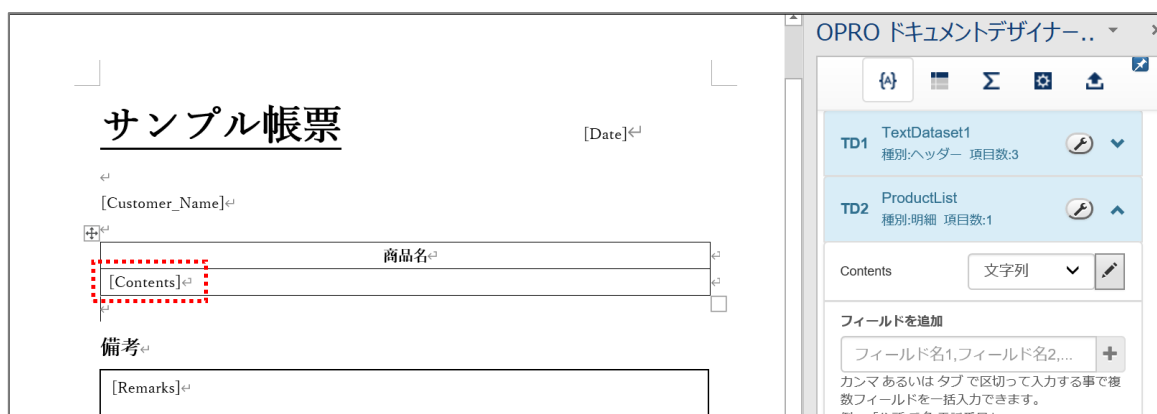 サンプル帳票
[Date]
[Customer_Name]
商品名
[Contents]
備考
[Remarks]
OPRO ドキュメントデザイナー..
{A}
Σ
TD1 TextDataset1
種別:ヘッダー 項目数:3
TD2 ProductList
種別:明細 項目数:1
Contents 文字列
フィールドを追加
フィールド名1,フィールド名2,...
カンマ あるいは タブ で区切って入力する事で複
数フィールドを一括入力できます。